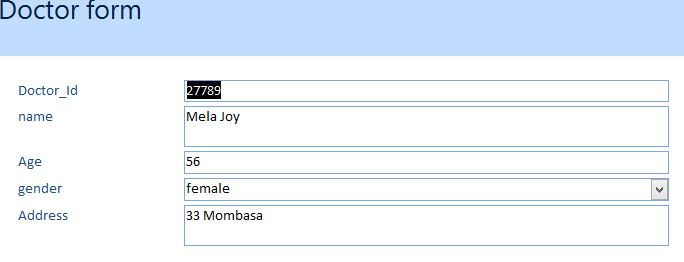 Doctor form
Doctor_Id 27789
name Mela Joy
Age 56
gender female
Address 33 Mombasa